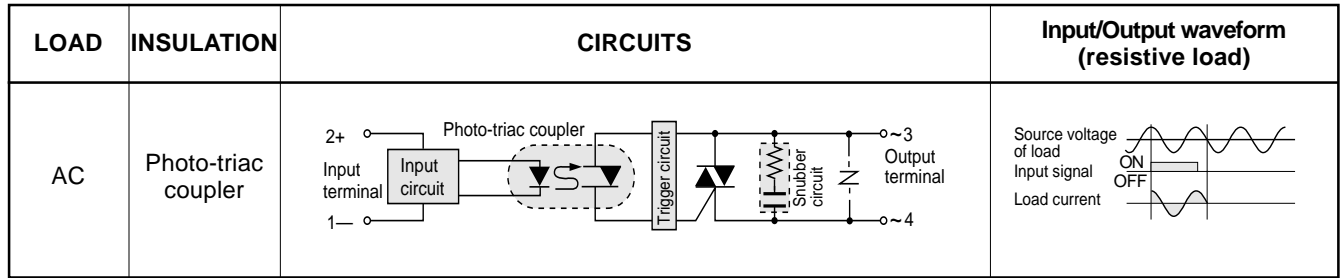 LOAD
INSULATION
CIRCUITS
Input/Output waveform
(resistive load)
AC
Photo-triac
coupler
2+
Input
terminal
1—
Input
circuit
Photo-triac coupler
Trigger circuit
Snubber
circuit
~3
Output
terminal
~4
Source voltage
of load
Input signal
ON
OFF
Load current